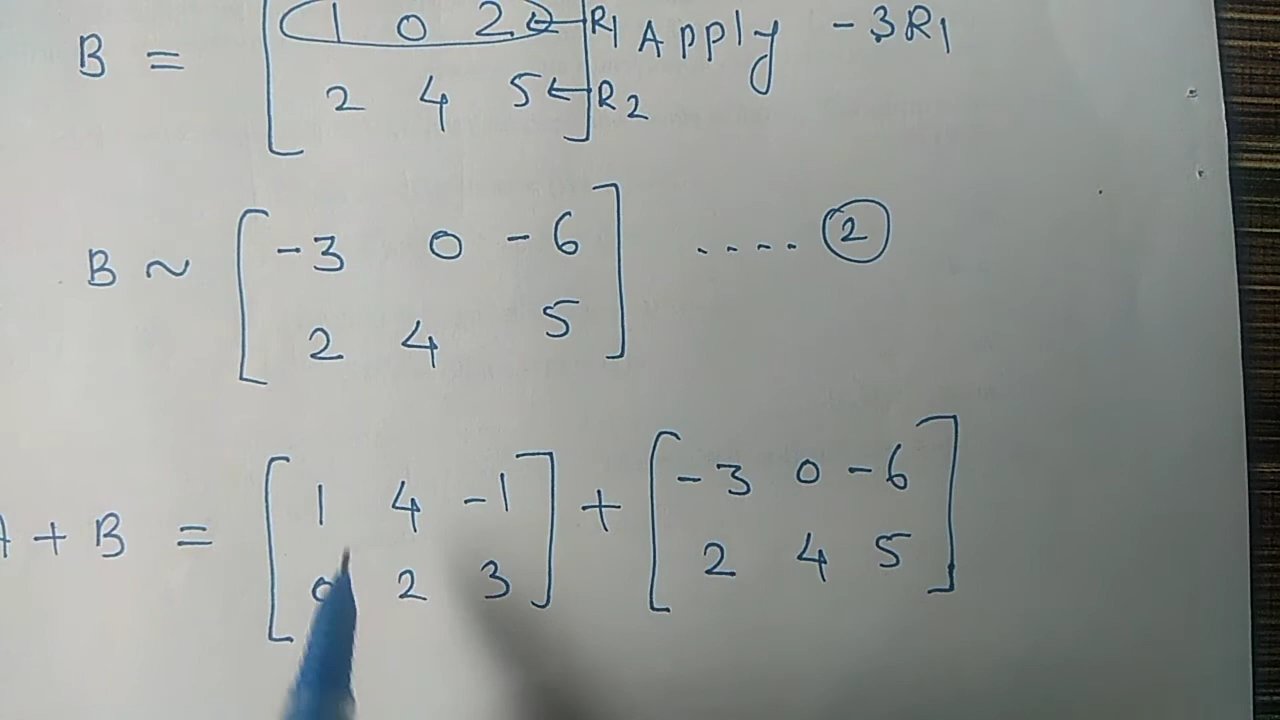 B = [ 1 0 2 ← R1 Apply -3R1
2 4 5 ← R2 ]
B ~ [ -3 0 -6
2 4 5 ] .... 2
A + B = [ 1 4 -1 ] + [ -3 0 -6 ]
0 2 3 2 4 5